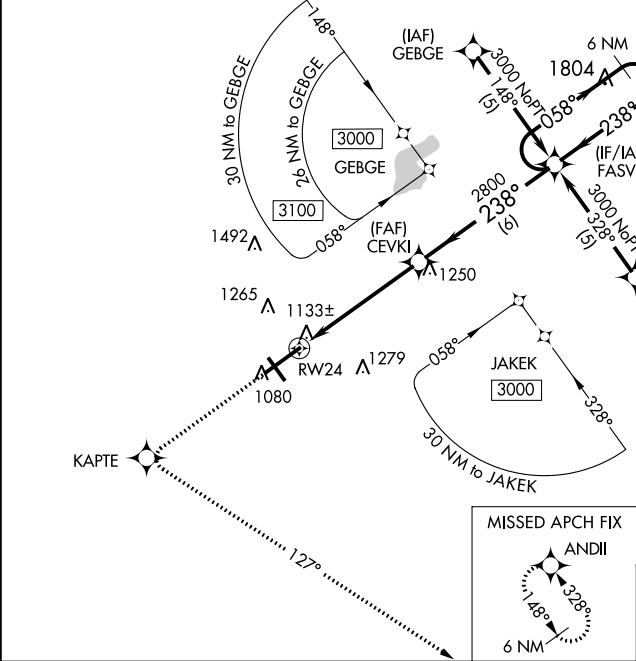 148°
(IAF)
GEBGE
6 NM
1804
3000 NoPT
148°
(5)
058°
238°
30 NM to GEBGE
26 NM to GEBGE
3000
GEBGE
3100
058°
(IF/IA
FASV
3000 NoPT
328°
(5)
2800
238°
(6)
(FAF)
CEVKI
1492
1250
1265
1133±
RW24
1279
1080
058°
JAKEK
3000
328°
30 NM to JAKEK
KAPTE
127°
MISSED APCH FIX
ANDII
148°
328°
6 NM